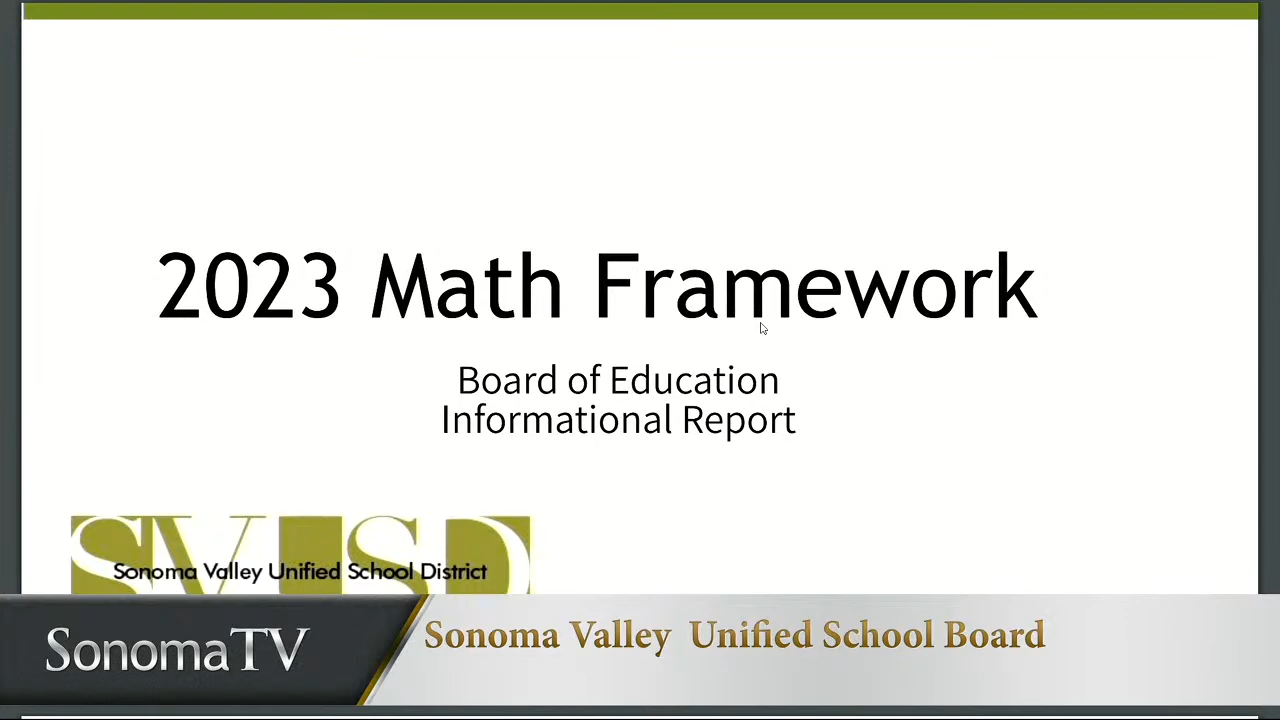 2023 Math Framework
Board of Education
Informational Report
SVUSD
Sonoma Valley Unified School District
SonomaTV
Sonoma Valley Unified School Board